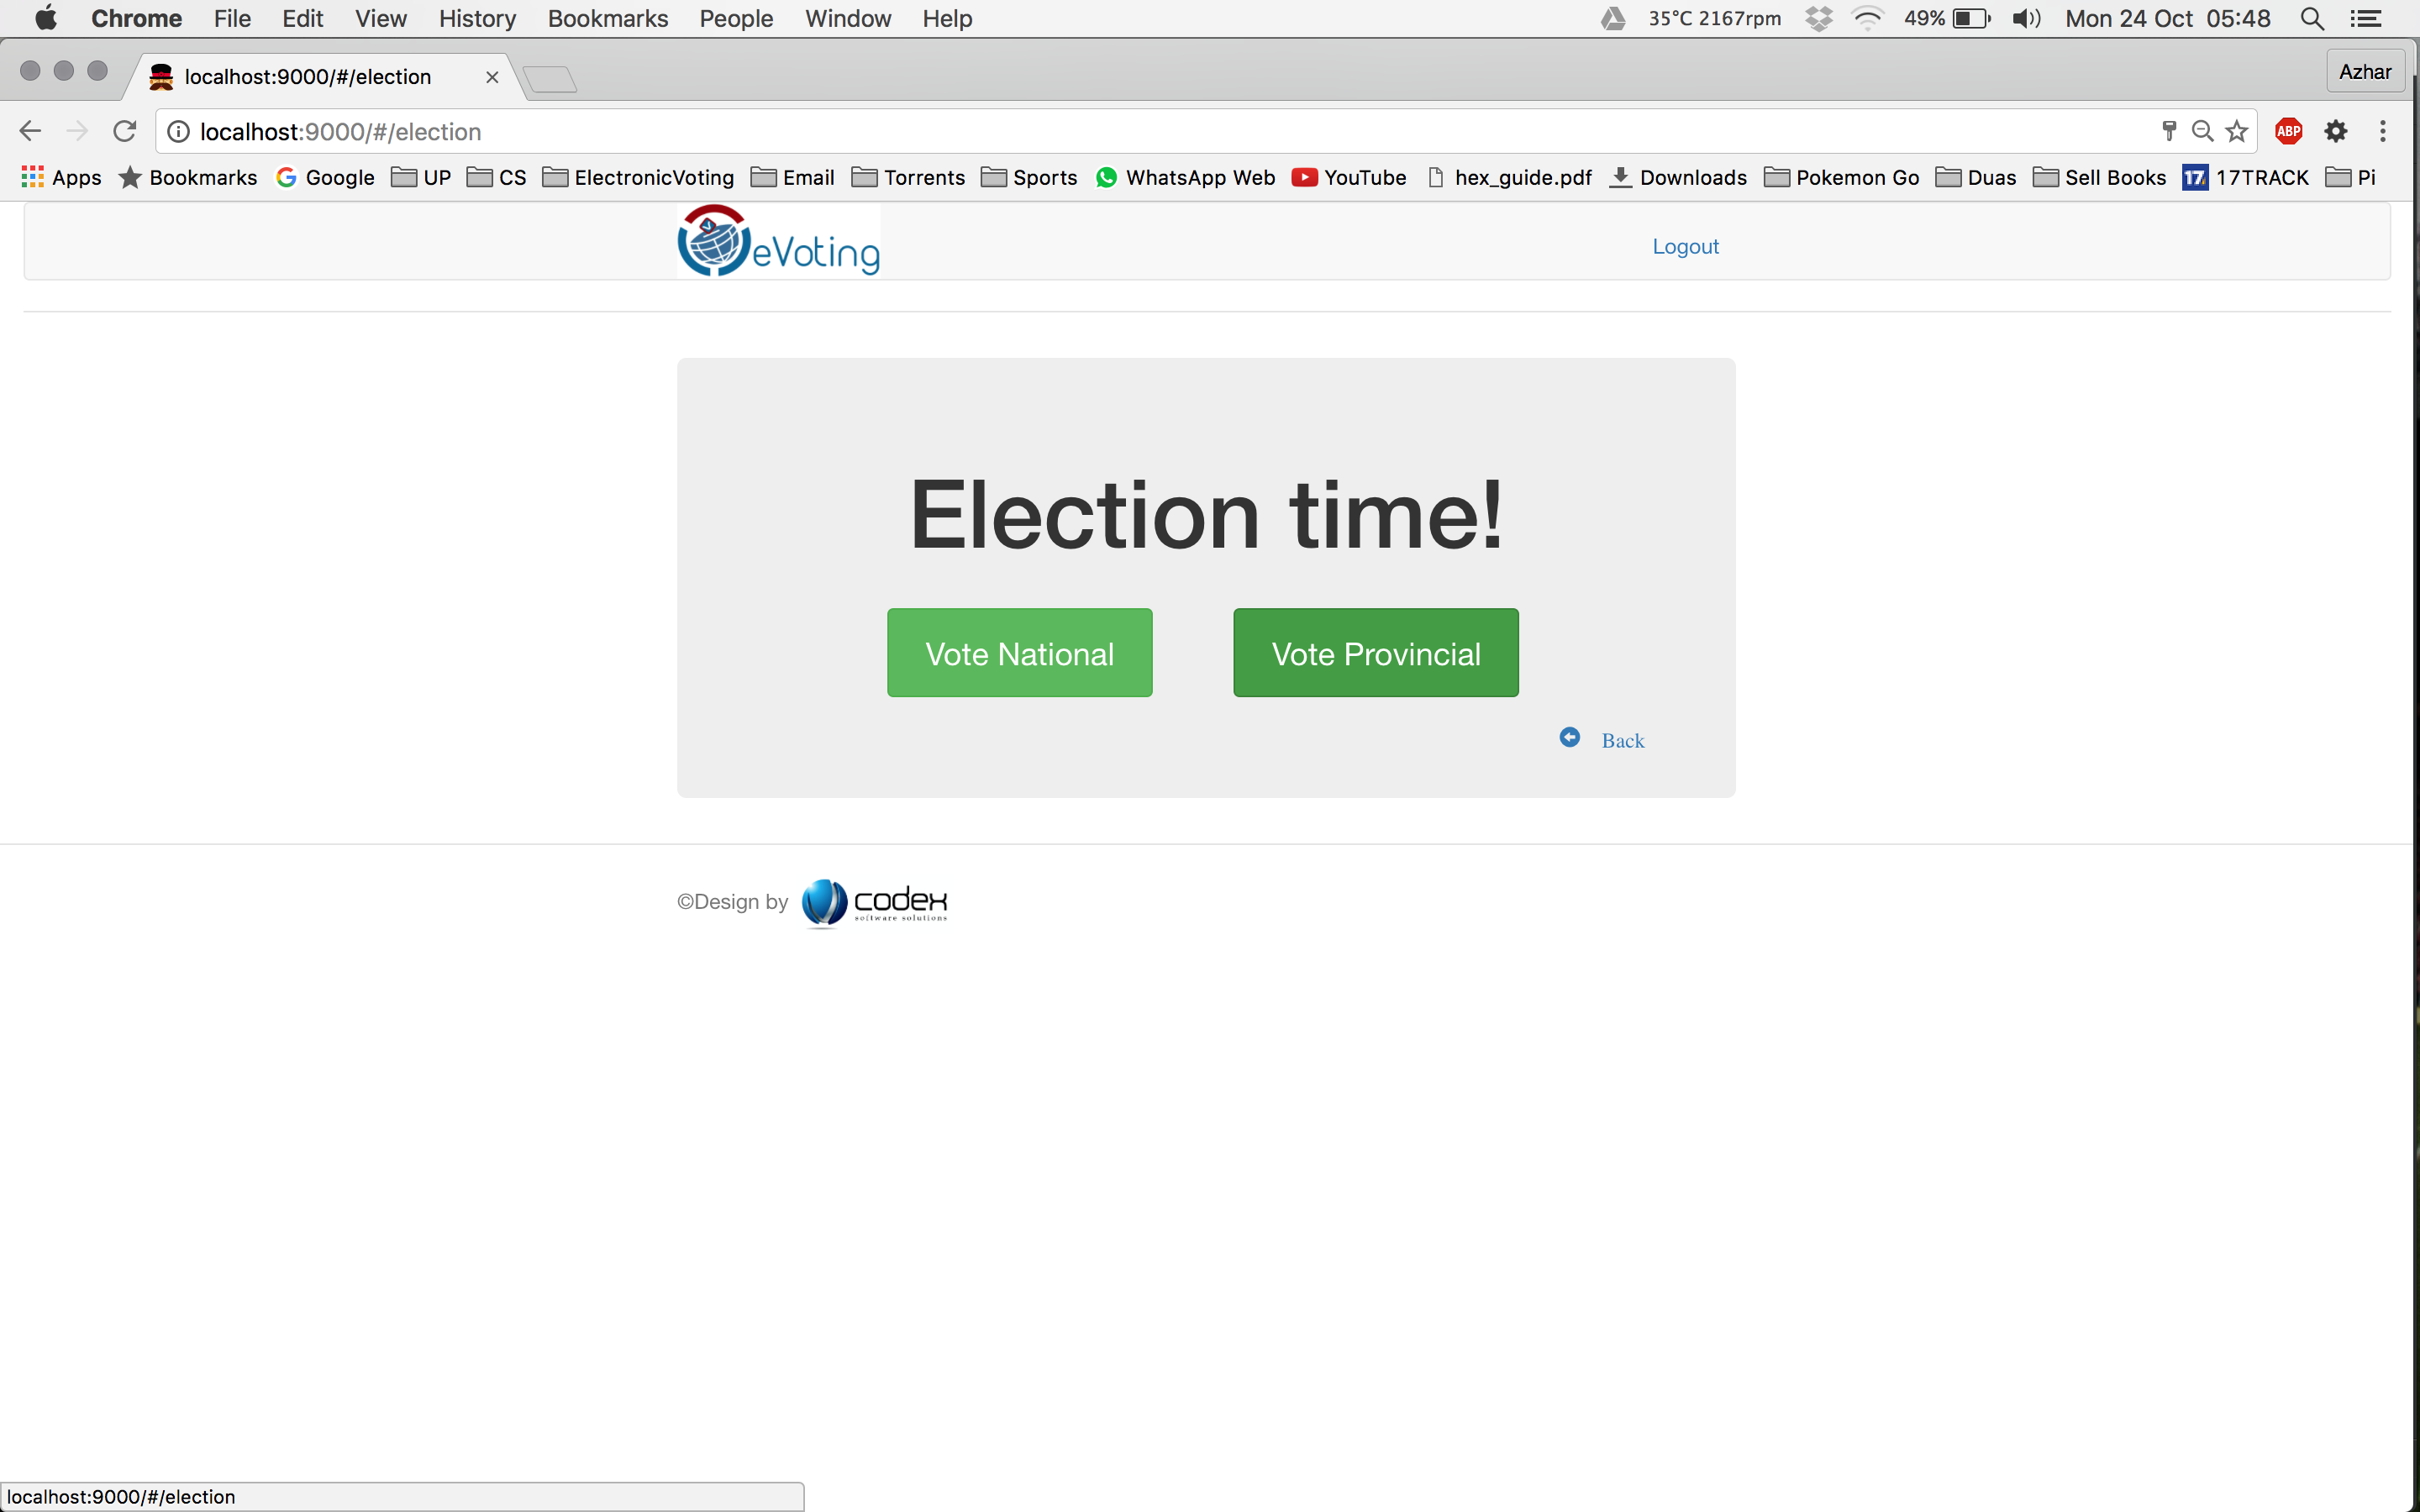 Chrome File Edit View History Bookmarks People Window Help 35°C 2167rpm 49% Mon 24 Oct 05:48
localhost:9000/#/election Azhar
localhost:9000/#/election ABP
Apps Bookmarks Google UP CS ElectronicVoting Email Torrents Sports WhatsApp Web YouTube hex_guide.pdf Downloads Pokemon Go Duas Sell Books 17 17TRACK Pi
eVoting Logout
Election time!
Vote National Vote Provincial
Back
©Design by codex
software solutions
localhost:9000/#/election